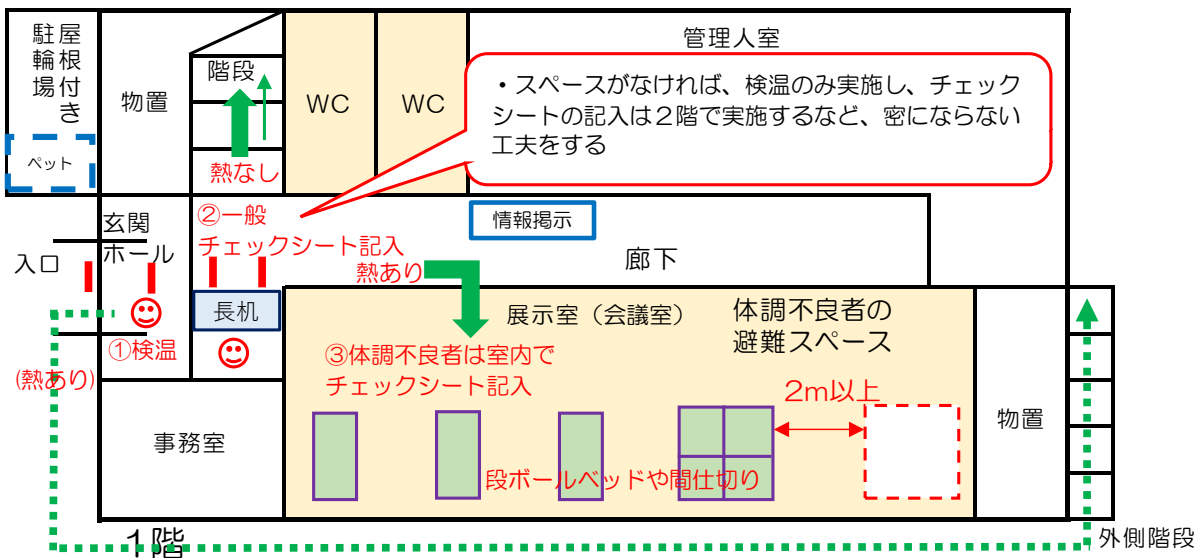 屋根付き
駐輪場
ペット
物置
階段
熱なし
WC
WC
管理人室
・スペースがなければ、検温のみ実施し、チェック
シートの記入は２階で実施するなど、密にならない
工夫をする
玄関
ホール
入口
②一般
チェックシート記入
情報掲示
廊下
熱あり
長机
①検温
(熱あり)
展示室（会議室）
体調不良者の
避難スペース
③体調不良者は室内で
チェックシート記入
2m以上
事務室
段ボールベッドや間仕切り
物置
１階
外側階段